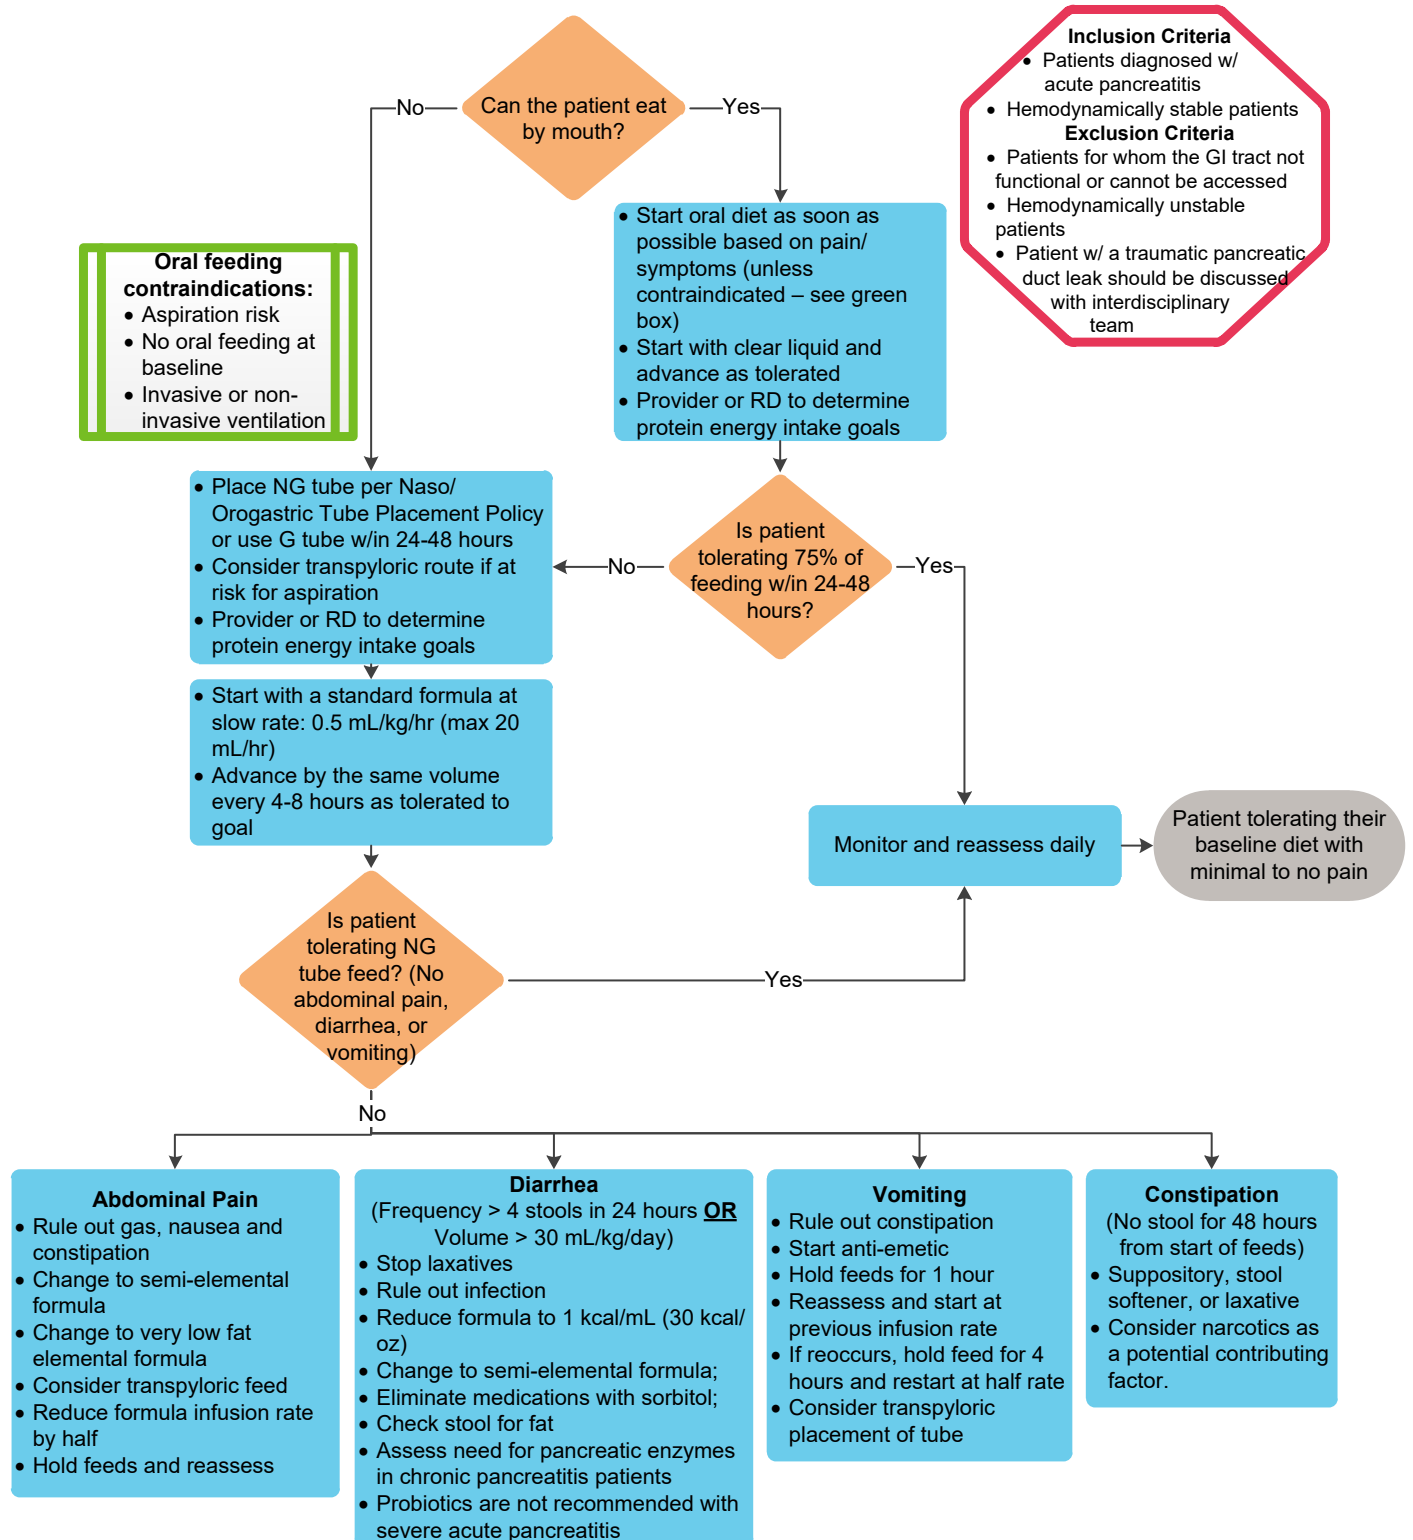 Can the patient eat
by mouth?
No
Yes
Inclusion Criteria
• Patients diagnosed w/
acute pancreatitis
• Hemodynamically stable patients
Exclusion Criteria
• Patients for whom the GI tract not
functional or cannot be accessed
• Hemodynamically unstable
patients
• Patient w/ a traumatic pancreatic
duct leak should be discussed
with interdisciplinary
team
Oral feeding
contraindications:
• Aspiration risk
• No oral feeding at
baseline
• Invasive or non-
invasive ventilation
• Start oral diet as soon as
possible based on pain/
symptoms (unless
contraindicated – see green
box)
• Start with clear liquid and
advance as tolerated
• Provider or RD to determine
protein energy intake goals
• Place NG tube per Naso/
Orogastric Tube Placement Policy
or use G tube w/in 24-48 hours
• Consider transpyloric route if at
risk for aspiration
• Provider or RD to determine
protein energy intake goals
No
Is patient
tolerating 75% of
feeding w/in 24-48
hours?
Yes
• Start with a standard formula at
slow rate: 0.5 mL/kg/hr (max 20
mL/hr)
• Advance by the same volume
every 4-8 hours as tolerated to
goal
Monitor and reassess daily
Patient tolerating their
baseline diet with
minimal to no pain
Is patient
tolerating NG
tube feed? (No
abdominal pain,
diarrhea, or
vomiting)
Yes
No
Abdominal Pain
• Rule out gas, nausea and
constipation
• Change to semi-elemental
formula
• Change to very low fat
elemental formula
• Consider transpyloric feed
• Reduce formula infusion rate
by half
• Hold feeds and reassess
Diarrhea
(Frequency > 4 stools in 24 hours OR
Volume > 30 mL/kg/day)
• Stop laxatives
• Rule out infection
• Reduce formula to 1 kcal/mL (30 kcal/
oz)
• Change to semi-elemental formula;
• Eliminate medications with sorbitol;
• Check stool for fat
• Assess need for pancreatic enzymes
in chronic pancreatitis patients
• Probiotics are not recommended with
severe acute pancreatitis
Vomiting
• Rule out constipation
• Start anti-emetic
• Hold feeds for 1 hour
• Reassess and start at
previous infusion rate
• If reoccurs, hold feed for 4
hours and restart at half rate
• Consider transpyloric
placement of tube
Constipation
(No stool for 48 hours
from start of feeds)
• Suppository, stool
softener, or laxative
• Consider narcotics as
a potential contributing
factor.